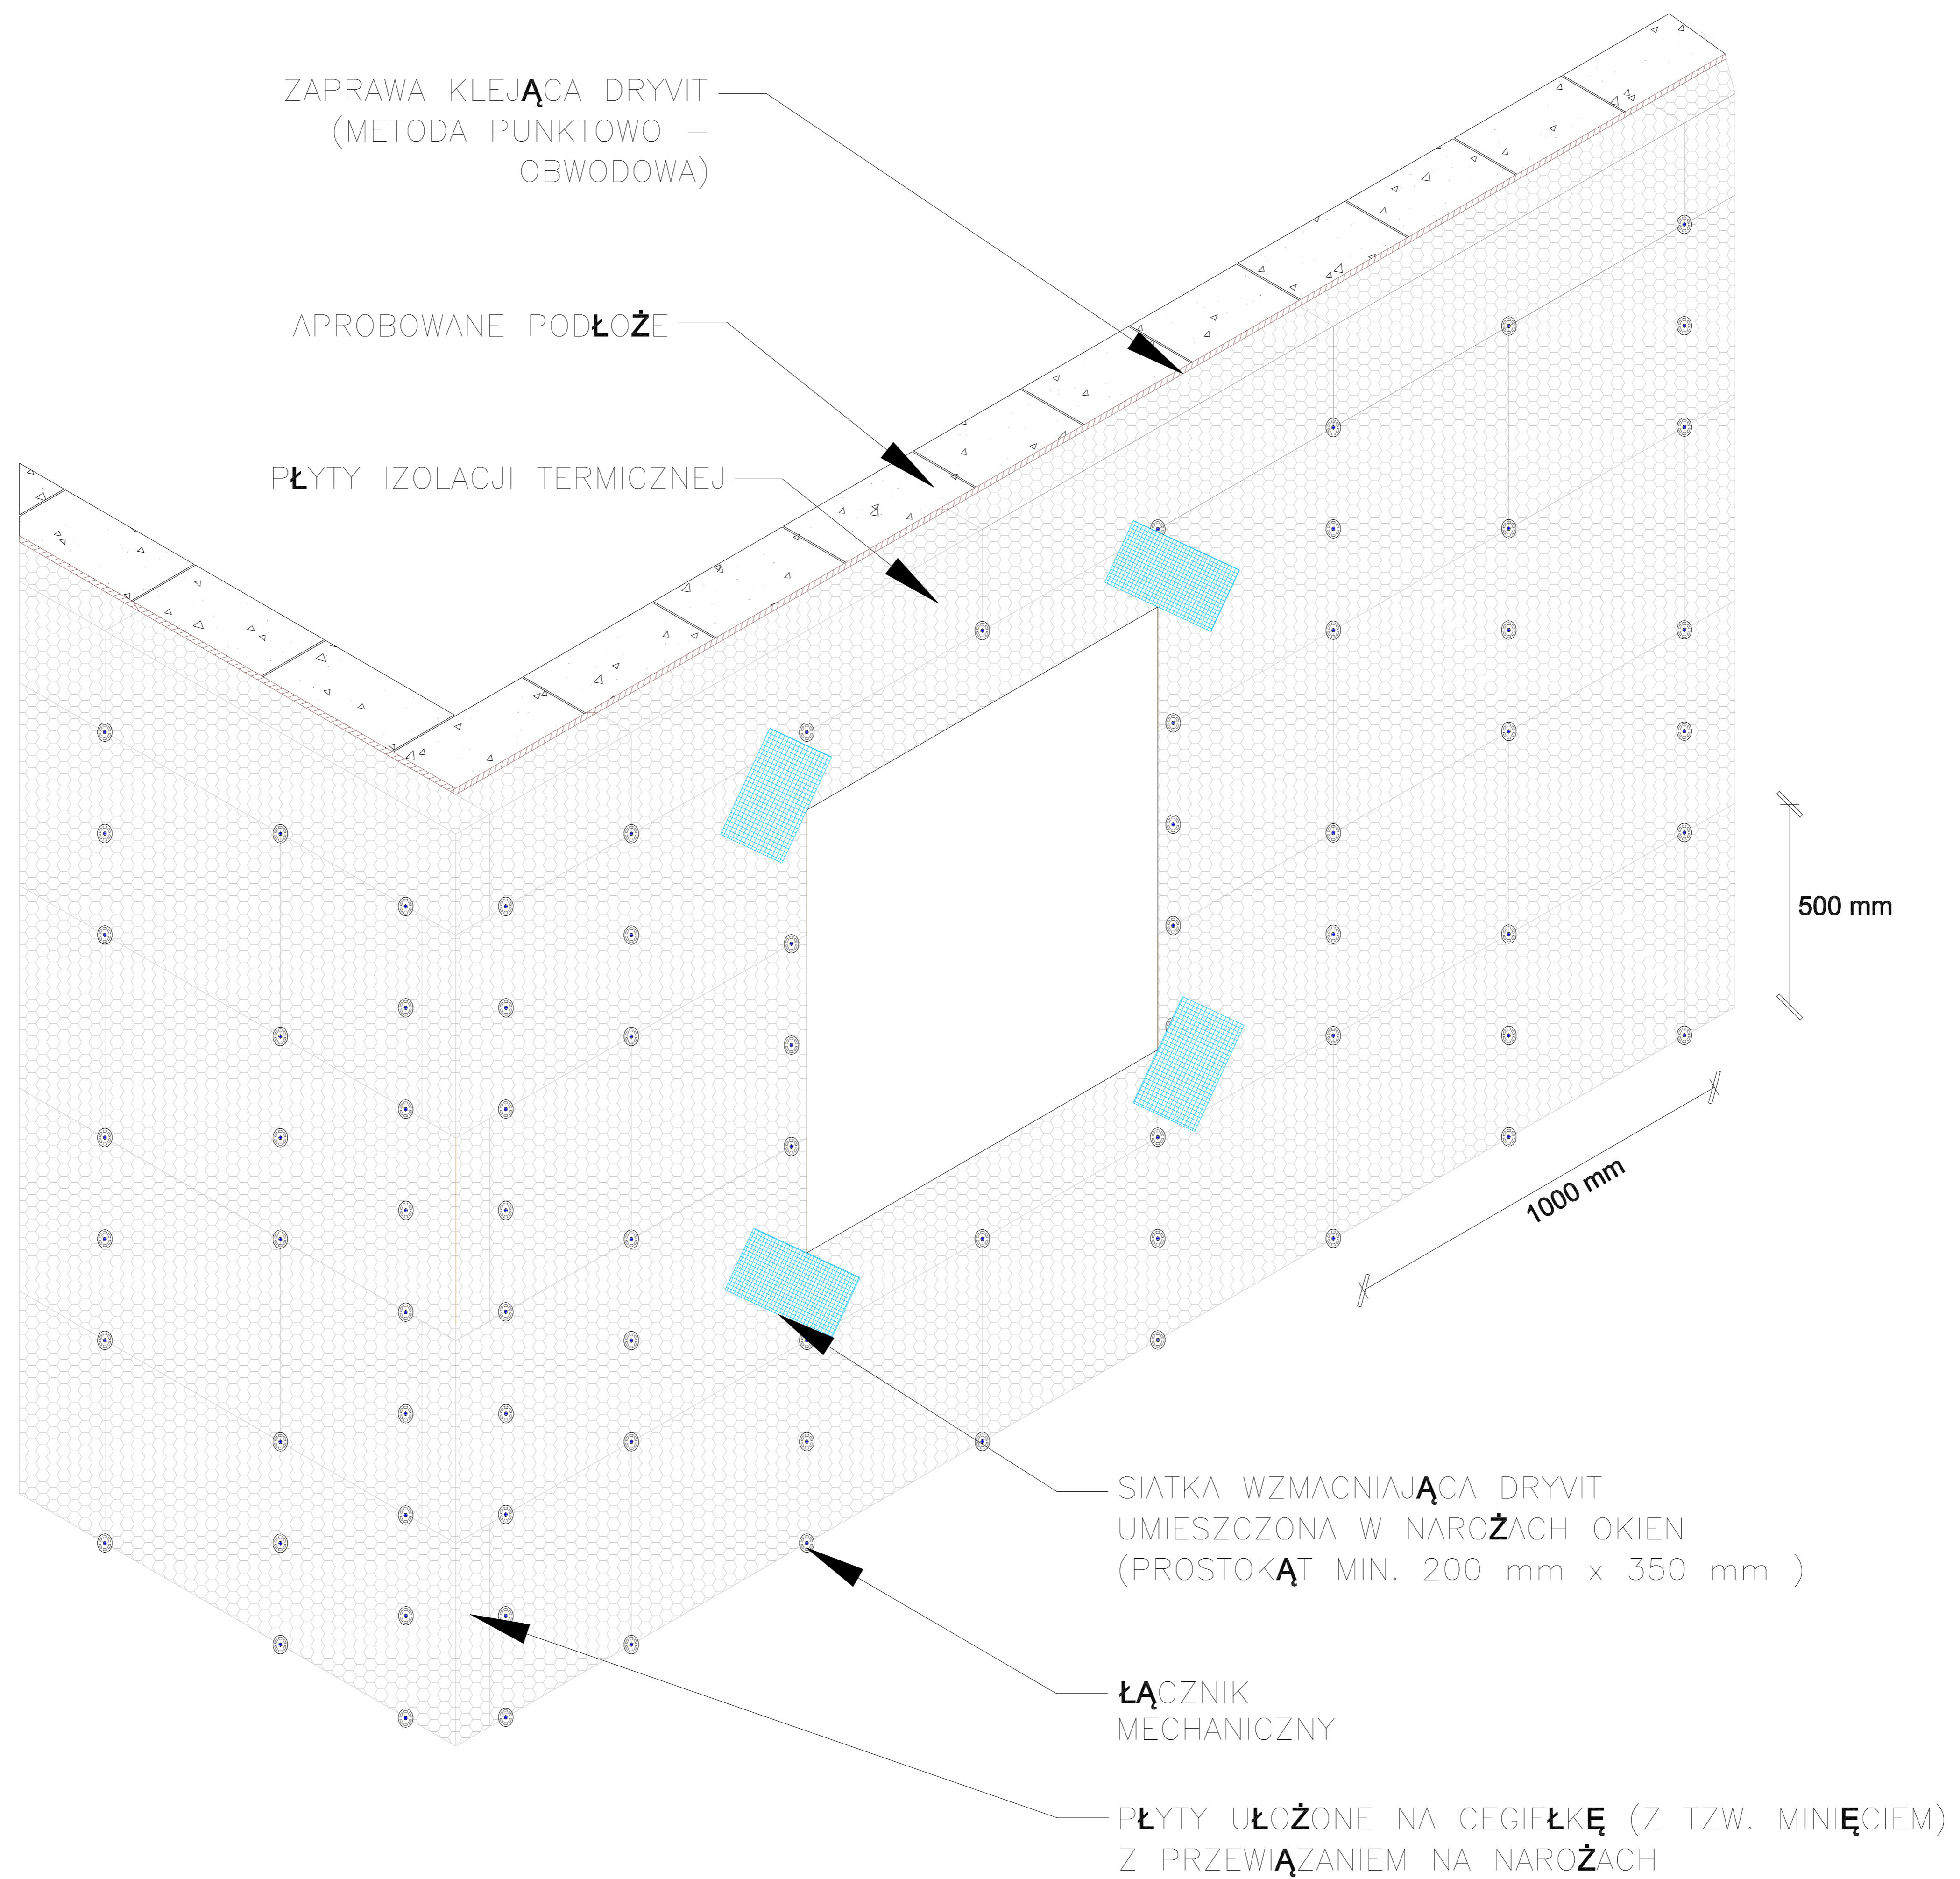 ZAPRAWA KLEJĄCA DRYVIT
(METODA PUNKTOWO –
OBWODOWA)
APROBOWANE PODŁOŻE
PŁYTY IZOLACJI TERMICZNEJ
500 mm
1000 mm
SIATKA WZMACNIAJĄCA DRYVIT
UMIESZCZONA W NAROŻACH OKIEN
(PROSTOKĄT MIN. 200 mm x 350 mm )
ŁĄCZNIK
MECHANICZNY
PŁYTY UŁOŻONE NA CEGIEŁKĘ (Z TZW. MINIĘCIEM)
Z PRZEWIĄZANIEM NA NAROŻACH